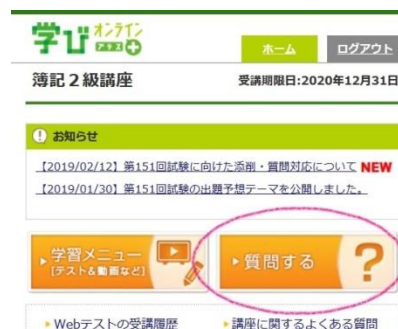 学び オンライン プラス
ホーム ログアウト
簿記2級講座 受講期限日:2020年12月31日
お知らせ
【2019/02/12】第151回試験に向けた添削・質問対応について NEW
【2019/01/30】第151回試験の出題予想テーマを公開しました。
学習メニュー
[テスト&動画など]
質問する ?
Webテストの受講履歴 講座に関するよくある質問